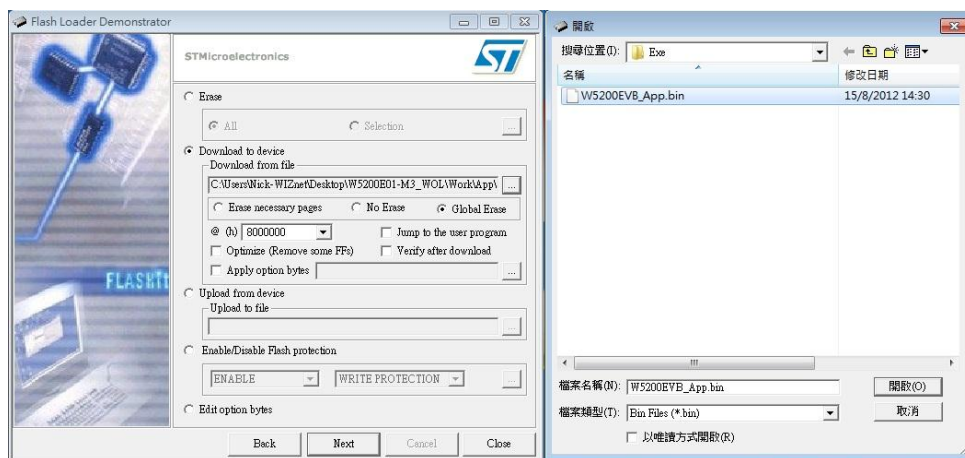 Flash Loader Demonstrator
STMicroelectronics
ST
Erase
All
Selection
...
Download to device
Download from file
C:\Users\Nick-WIZnet\Desktop\W5200E01-M3_WOL\Work\App\
...
Erase necessary pages
No Erase
Global Erase
@ (h) 8000000
Jump to the user program
Optimize (Remove some FFs)
Verify after download
Apply option bytes
...
Upload from device
Upload to file
...
Enable/Disable Flash protection
ENABLE
WRITE PROTECTION
...
Edit option bytes
Back
Next
Cancel
Close
開啟
搜尋位置(I):
Exe
名稱
修改日期
W5200EVB_App.bin
15/8/2012 14:30
檔案名稱(N):
W5200EVB_App.bin
開啟(O)
檔案類型(T):
Bin Files (*.bin)
取消
以唯讀方式開啟(R)